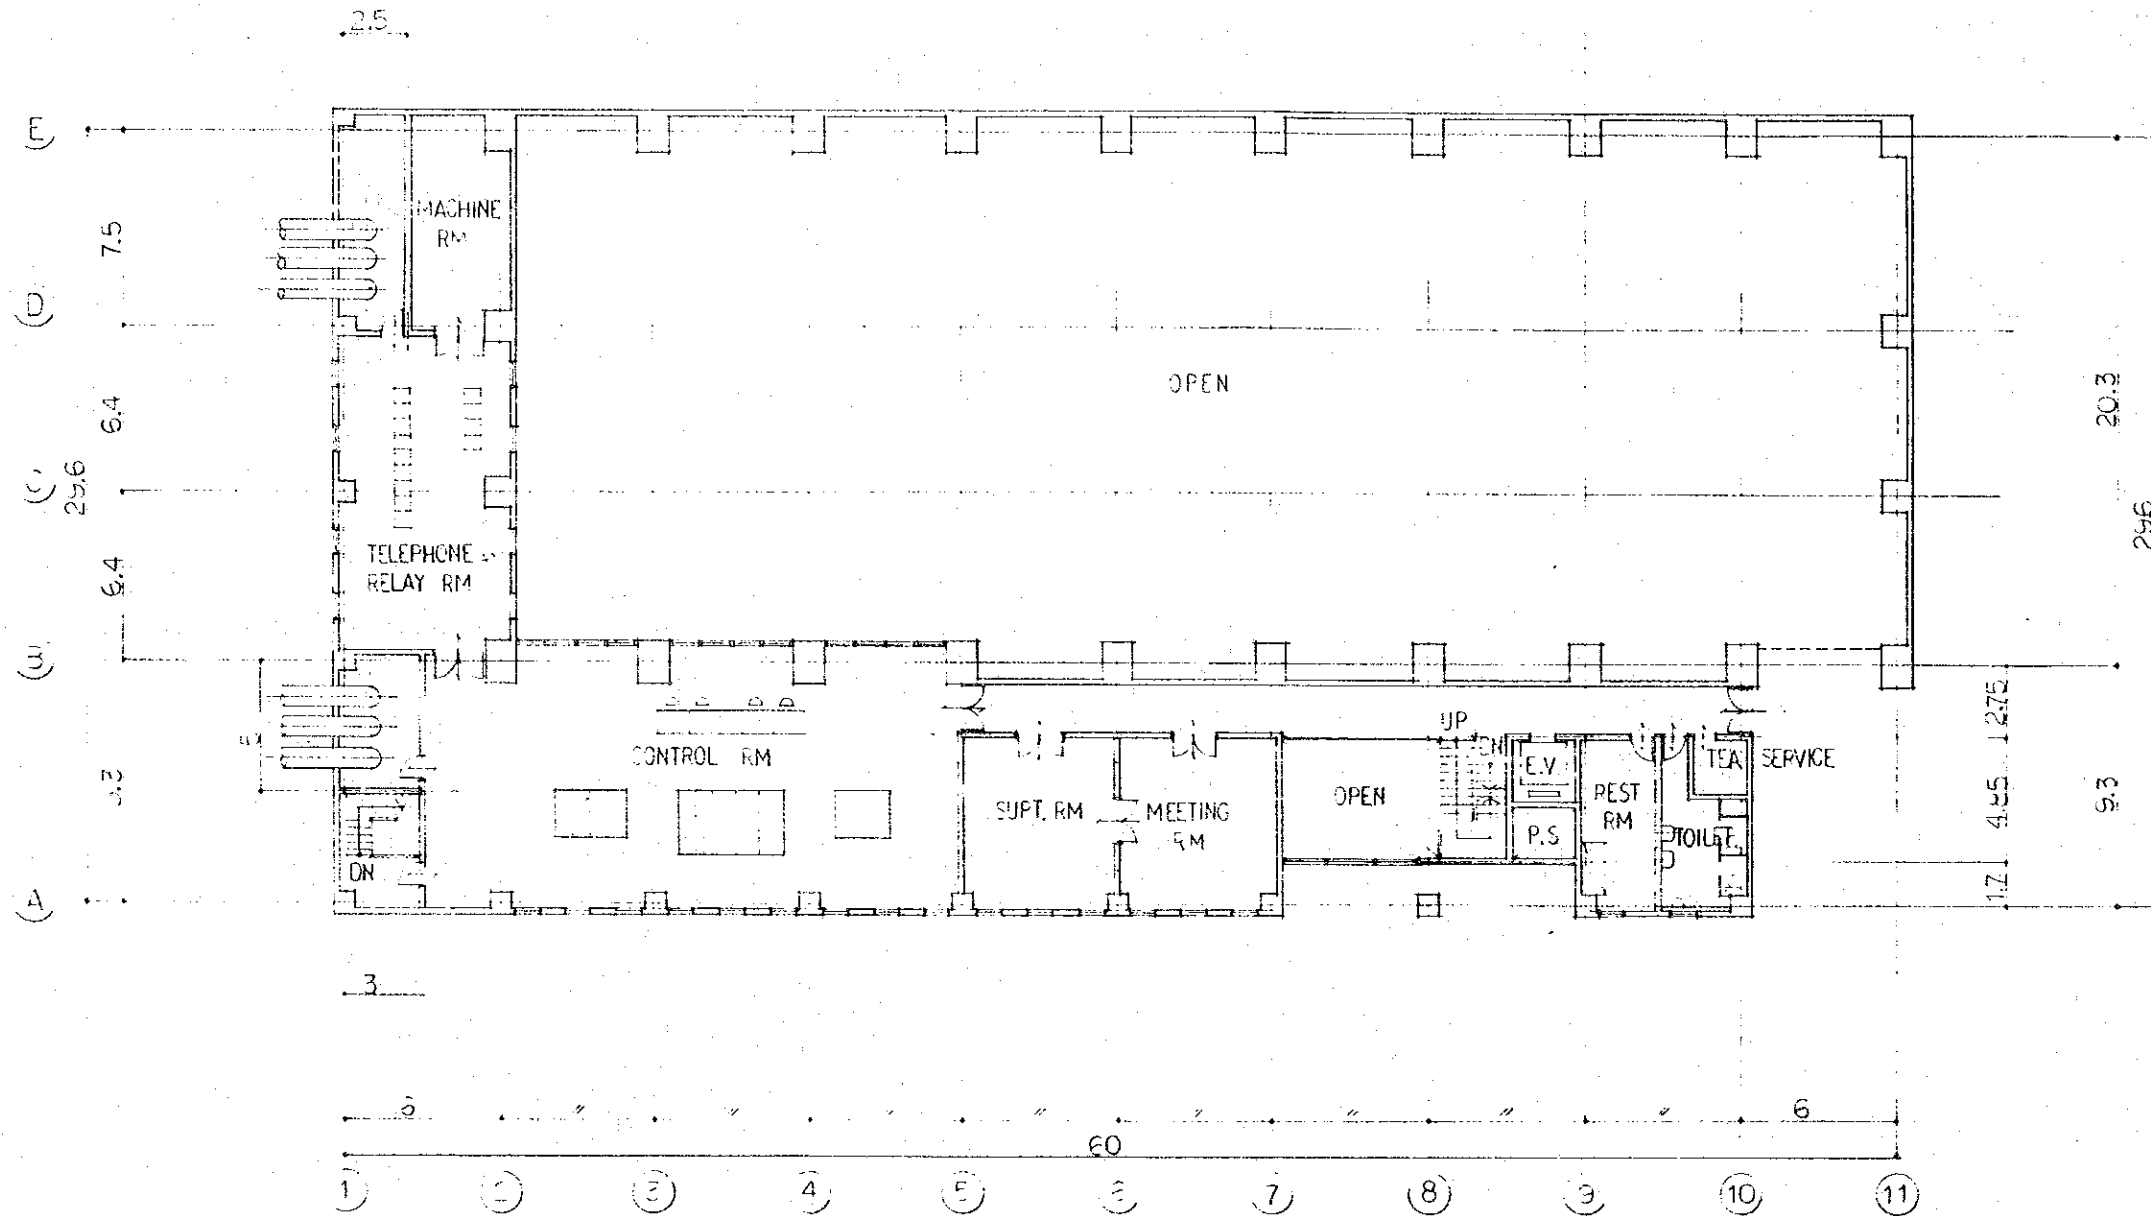 2.5
E
7.5
MACHINE
RM
D
6.4
OPEN
20.3
C
29.6
29.6
TELEPHONE
RELAY RM
6.4
B
12.75
UP
DN
CONTROL RM
E.V
TEA SERVICE
SUPT. RM
MEETING
RM
OPEN
REST
RM
P.S
TOILET
4.85
9.3
DN
A
1.7
3
6 〃 〃 〃 〃 〃 〃 〃 6
60
1 2 3 4 5 6 7 8 9 10 11